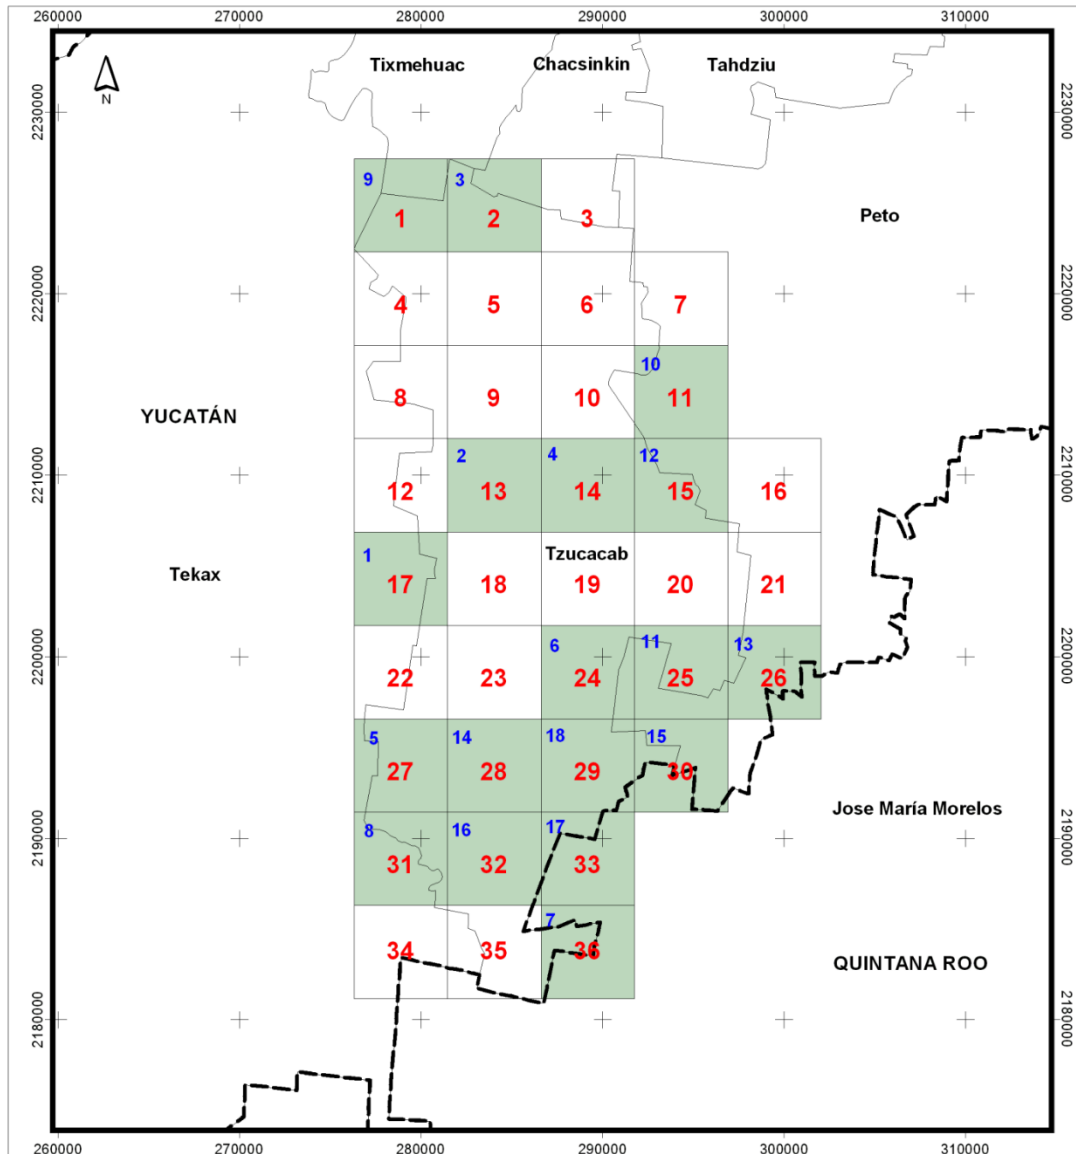 260000 270000 280000 290000 300000 310000
Tixmehuac Chacsinkin Tahdziu
N
2230000 2230000
9 3
1 2 3
Peto
2220000 2220000
4 5 6 7
10
8 9 10 11
YUCATÁN
2 4 12
2210000 2210000
12 13 14 15 16
1 Tzucacab
Tekax 17 18 19 20 21
6 11 13
2200000 2200000
22 23 24 25 26
5 14 18 15
27 28 29 30
Jose María Morelos
8 16 17
2190000 2190000
31 32 33
7
34 35 36
QUINTANA ROO
2180000 2180000
260000 270000 280000 290000 300000 310000